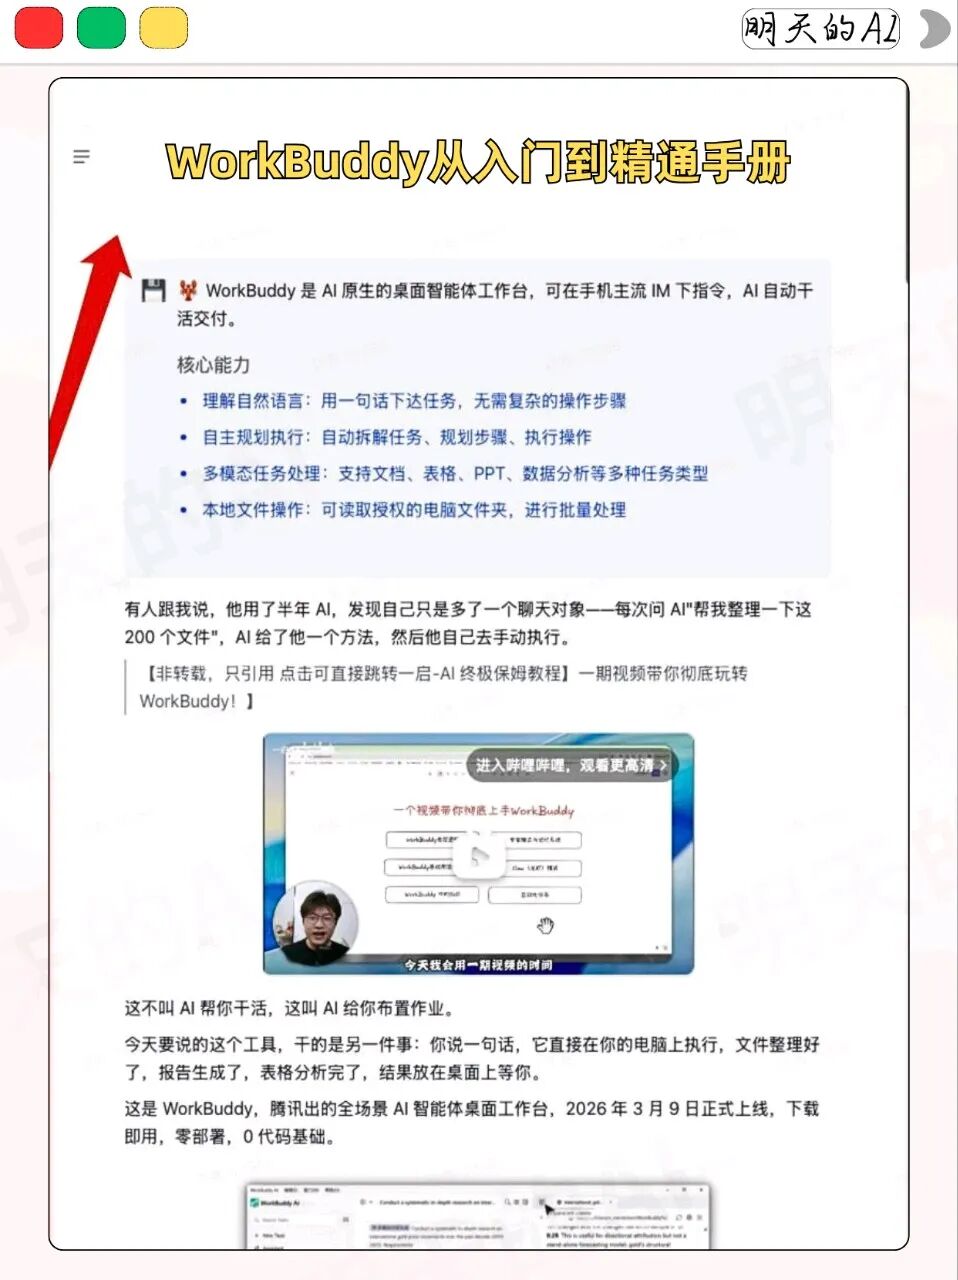 明天的AI
WorkBuddy从入门到精通手册
WorkBuddy 是 AI 原生的桌面智能体工作台，可在手机主流 IM 下指令，AI 自动干
活交付。
核心能力
• 理解自然语言：用一句话下达任务，无需复杂的操作步骤
• 自主规划执行：自动拆解任务、规划步骤、执行操作
• 多模态任务处理：支持文档、表格、PPT、数据分析等多种任务类型
• 本地文件操作：可读取授权的电脑文件夹，进行批量处理
有人跟我说，他用了半年 AI，发现自己只是多了一个聊天对象——每次问 AI"帮我整理一下这
200 个文件"，AI 给了他一个方法，然后他自己去手动执行。
【非转载，只引用 点击可直接跳转一启-AI 终极保姆教程】一期视频带你彻底玩转
WorkBuddy！】
进入哔哩哔哩，观看更高清 >
一个视频带你彻底上手WorkBuddy
今天我会用一期视频的时间
这不叫 AI 帮你干活，这叫 AI 给你布置作业。
今天要说的这个工具，干的是另一件事：你说一句话，它直接在你的电脑上执行，文件整理好
了，报告生成了，表格分析完了，结果放在桌面上等你。
这是 WorkBuddy，腾讯出的全场景 AI 智能体桌面工作台，2026 年 3 月 9 日正式上线，下载
即用，零部署，0 代码基础。
WorkBuddy AI
New Task